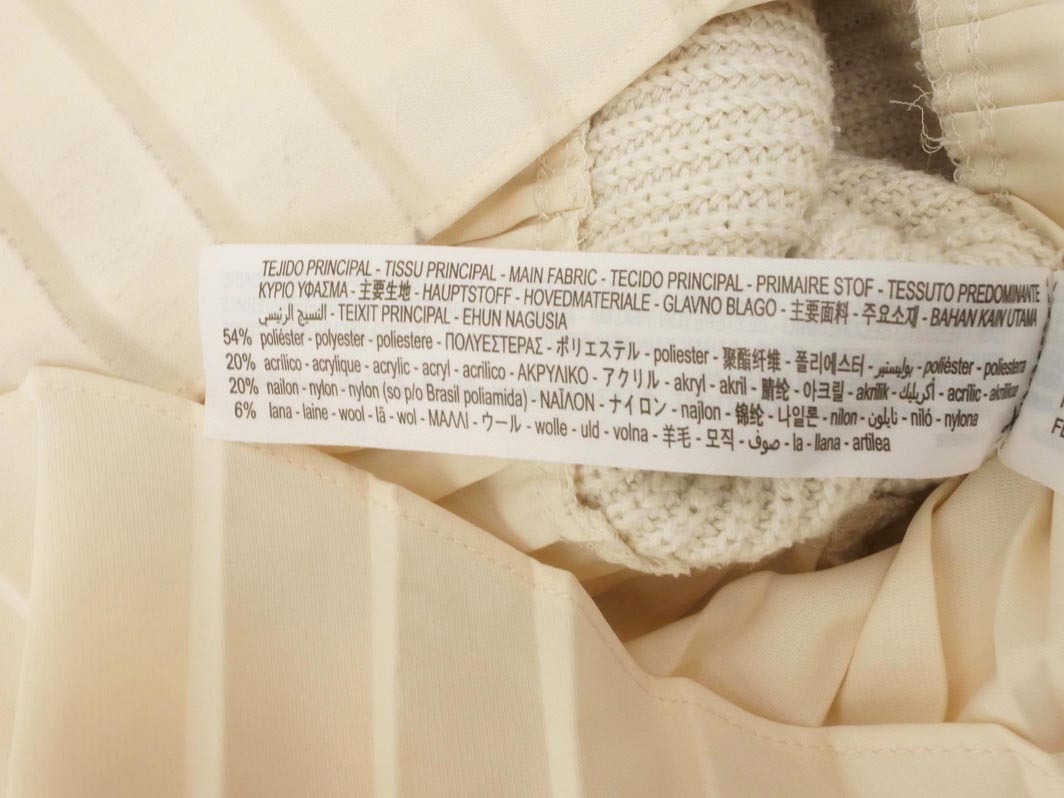 TEJIDO PRINCIPAL - TISSU PRINCIPAL - MAIN FABRIC - TECIDO PRINCIPAL - PRIMAIRE STOF - TESSUTO PREDOMINANTE
ΚΥΡΙΟ ΥΦΑΣΜΑ - 主要生地 - HAUPTSTOFF - HOVEDMATERIALE - GLAVNO BLAGO - 主要面料 - 주요소재 - BAHAN KAIN UTAMA
النسيج الرئيسي - TEIXIT PRINCIPAL - EHUN NAGUSIA
54% poliéster - polyester - poliestere - ΠΟΛΥΕΣΤΕΡΑΣ - ポリエステル - poliester - 聚酯纤维 - 폴리에스터 - بوليستير - polièster - poliesterra
20% acrílico - acrylique - acrylic - acryl - acrilico - ΑΚΡΥΛΙΚΟ - アクリル - akryl - akril - 腈纶 - 아크릴 - akrilik - أكريليك - acrílic - akrilikoa
20% nailon - nylon - nylon (so p/o Brasil poliamida) - ΝΑΪΛΟΝ - ナイロン - najlon - 锦纶 - 나일론 - nilon - نايلون - niló - nylona
6% lana - laine - wool - lã - wol - ΜΑΛΛΙ - ウール - wolle - uld - volna - 羊毛 - 모직 - صوف - la - llana - artilea